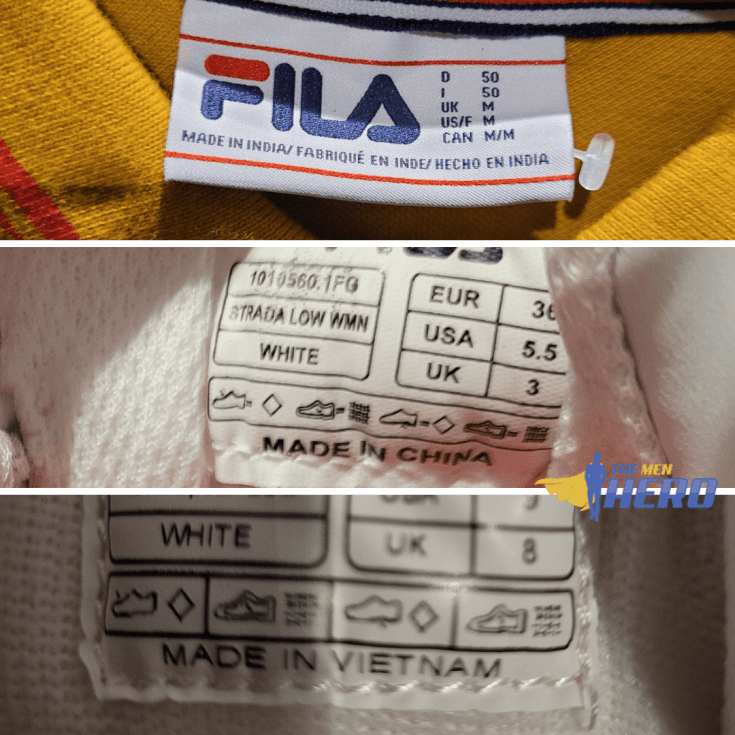 FILA
D 50
I 50
UK M
US/F M
CAN M/M
MADE IN INDIA/ FABRIQUÉ EN INDE/ HECHO EN INDIA
1010560.1FG
STRADA LOW WMN
WHITE
EUR 36
USA 5.5
UK 3
MADE IN CHINA
THE MEN
HERO
WHITE
UK 8
MADE IN VIETNAM